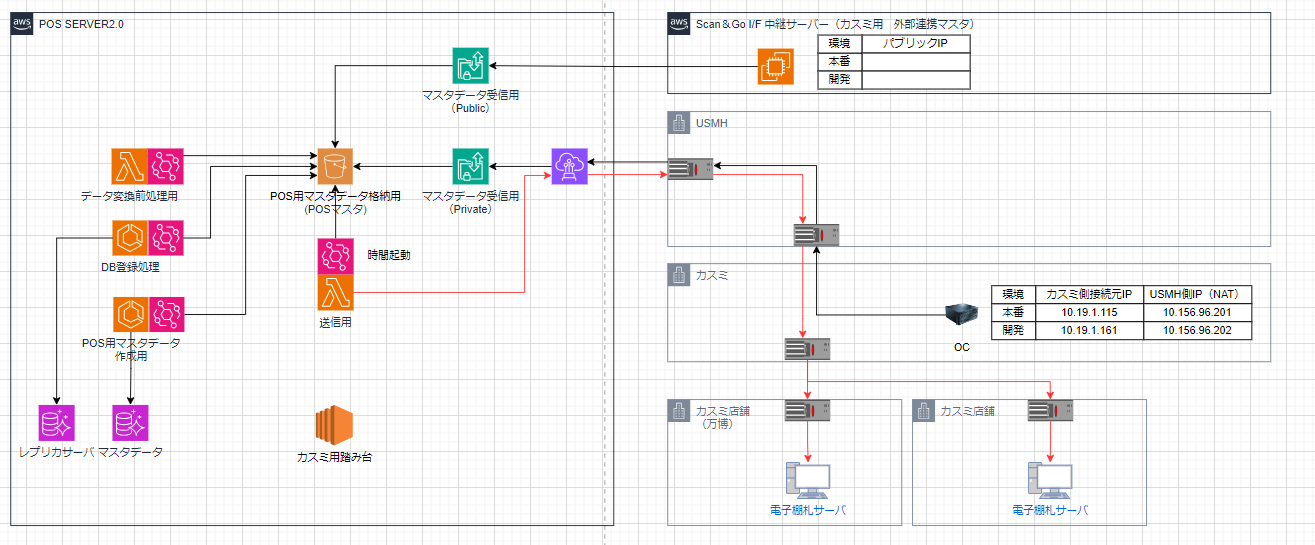 aws
POS SERVER2.0
マスタデータ受信用
（Public）
データ変換前処理用
POS用マスタデータ格納用
(POSマスタ)
マスタデータ受信用
（Private）
DB登録処理
時間起動
送信用
POS用マスタデータ
作成用
レプリカサーバ
マスタデータ
カスミ用踏み台
aws
Scan＆Go I/F 中継サーバー（カスミ用　外部連携マスタ）
環境 パブリックIP
本番
開発
USMH
カスミ
OC
環境 カスミ側接続元IP USMH側IP（NAT）
本番 10.19.1.115 10.156.96.201
開発 10.19.1.161 10.156.96.202
カスミ店舗
（万博）
電子棚札サーバ
カスミ店舗
電子棚札サーバ